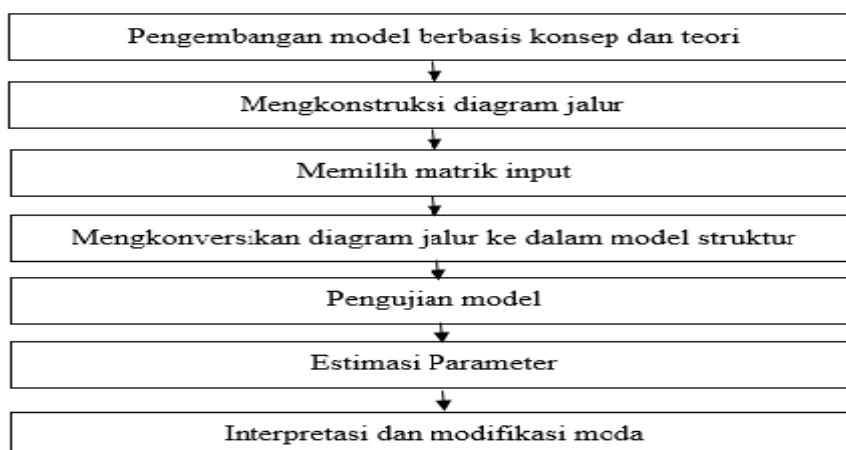 Pengembangan model berbasis konsep dan teori
Mengkonstruksi diagram jalur
Memilih matrik input
Mengkonversikan diagram jalur ke dalam model struktur
Pengujian model
Estimasi Parameter
Interpretasi dan modifikasi moda